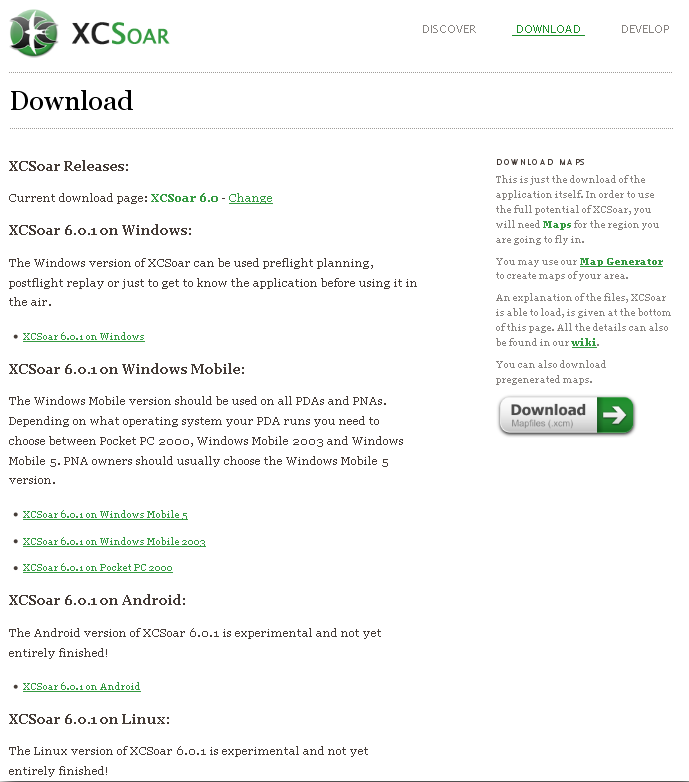 XCSOAR
DISCOVER
DOWNLOAD
DEVELOP
Download
XCSoar Releases:
Current download page: XCSoar 6.0 - Change
XCSoar 6.0.1 on Windows:
The Windows version of XCSoar can be used preflight planning,
postflight replay or just to get to know the application before using it in
the air.
XCSoar 6.0.1 on Windows
XCSoar 6.0.1 on Windows Mobile:
The Windows Mobile version should be used on all PDAs and PNAs.
Depending on what operating system your PDA runs you need to
choose between Pocket PC 2000, Windows Mobile 2003 and Windows
Mobile 5. PNA owners should usually choose the Windows Mobile 5
version.
XCSoar 6.0.1 on Windows Mobile 5
XCSoar 6.0.1 on Windows Mobile 2003
XCSoar 6.0.1 on Pocket PC 2000
XCSoar 6.0.1 on Android:
The Android version of XCSoar 6.0.1 is experimental and not yet
entirely finished!
XCSoar 6.0.1 on Android
XCSoar 6.0.1 on Linux:
The Linux version of XCSoar 6.0.1 is experimental and not yet
entirely finished!
DOWNLOAD MAPS
This is just the download of the
application itself. In order to use
the full potential of XCSoar, you
will need Maps for the region you
are going to fly in.
You may use our Map Generator
to create maps of your area.
An explanation of the files, XCSoar
is able to load, is given at the bottom
of this page. All the details can also
be found in our wiki.
You can also download
pregenerated maps.
Download
Mapfiles (.xcm)